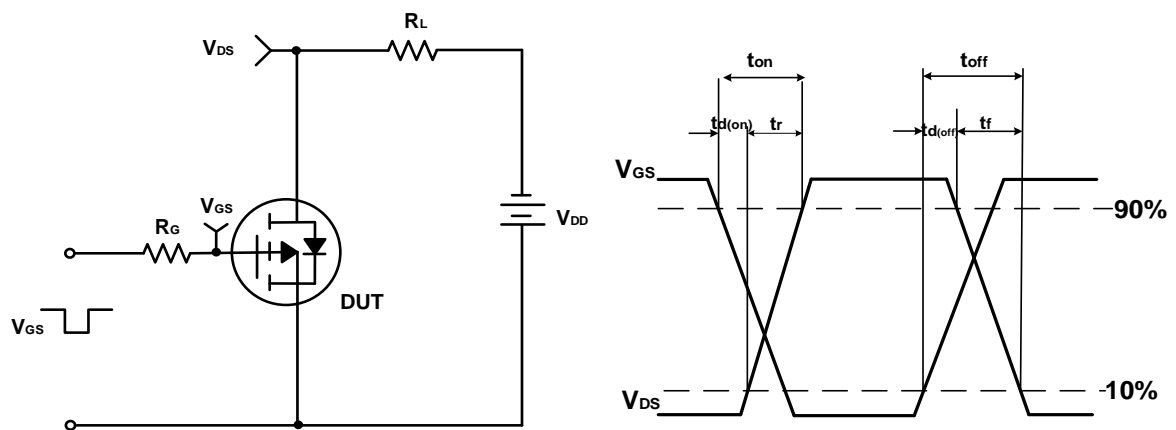 RL
VDS
VGS
RG
VDD
DUT
VGS
ton
toff
td(on)
tr
td(off)
tf
VGS
90%
VDS
10%